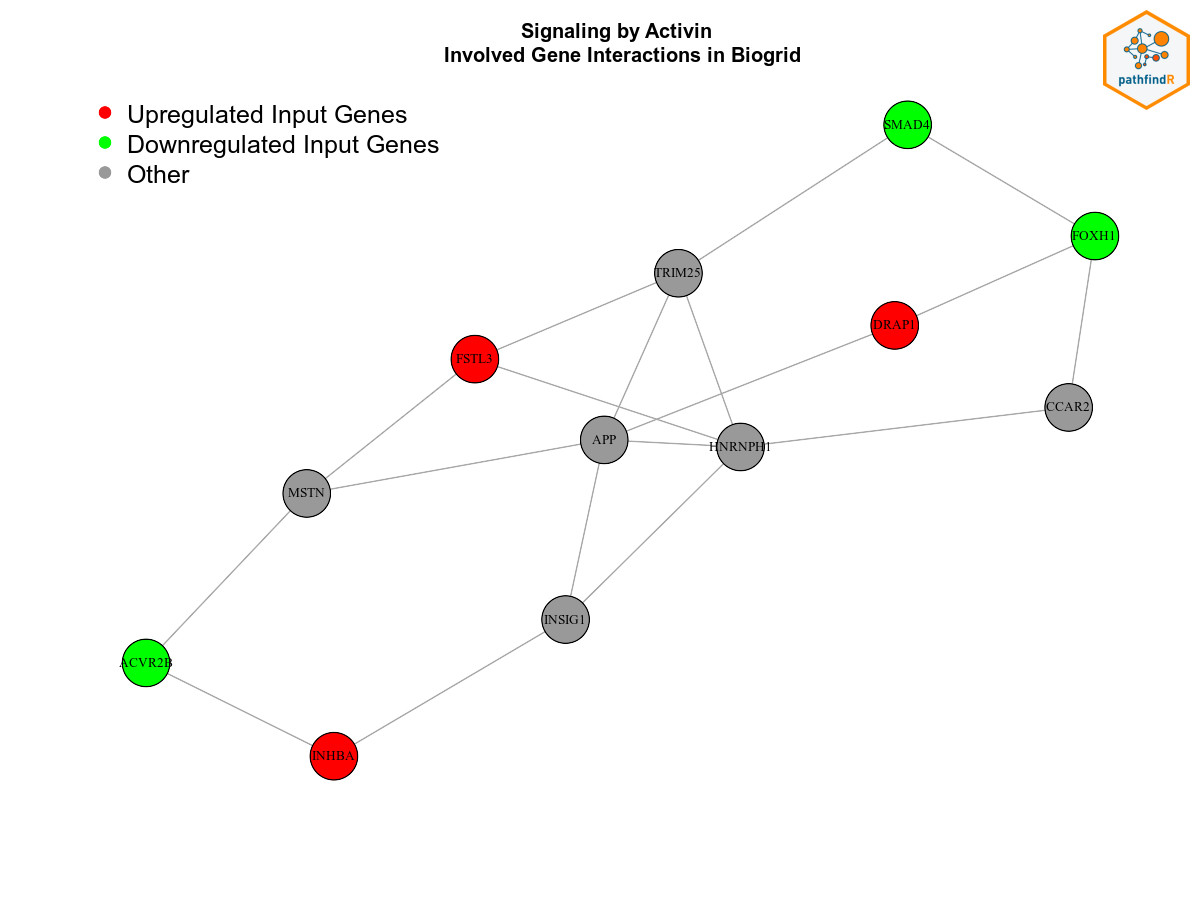 Signaling by Activin
Involved Gene Interactions in Biogrid
pathfindR
Upregulated Input Genes
Downregulated Input Genes
Other
SMAD4
FOXH1
TRIM25
DRAP1
FSTL3
CCAR2
APP
HNRNPH1
MSTN
INSIG1
ACVR2B
INHBA